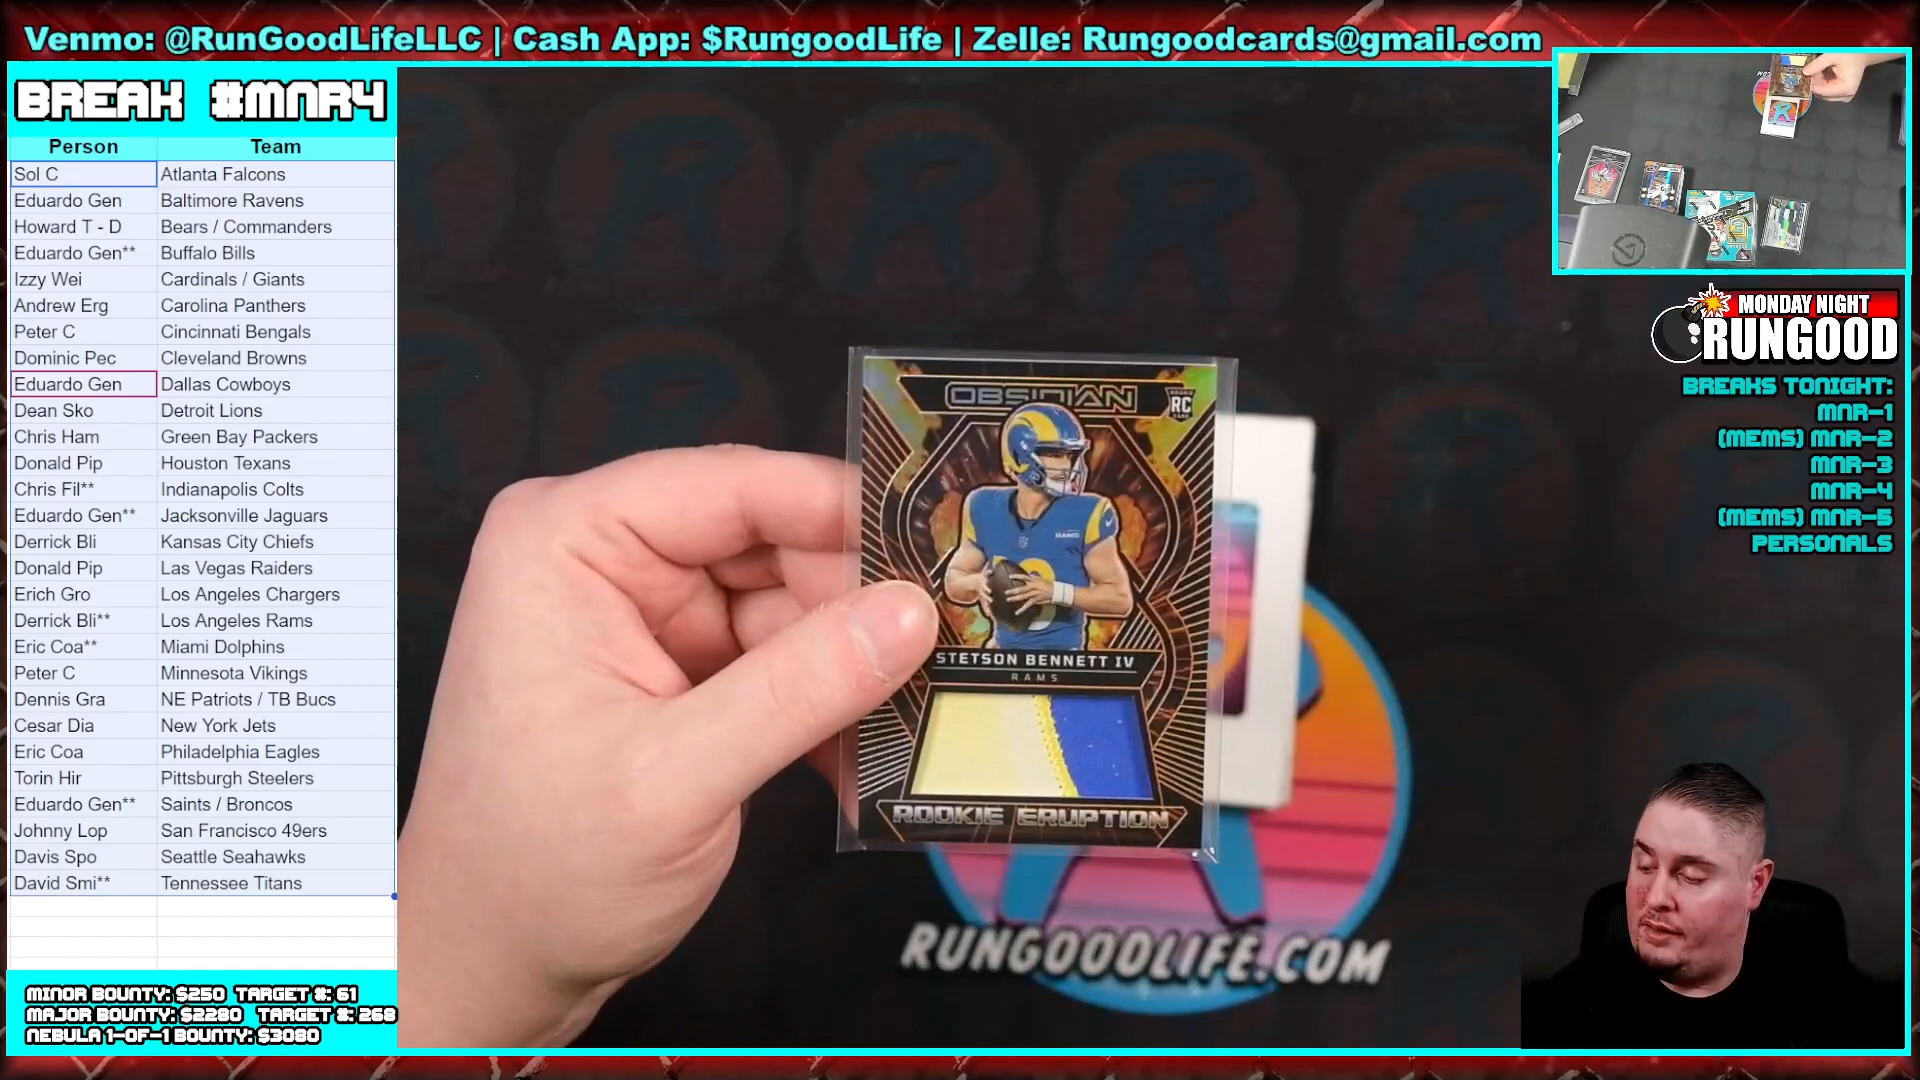 Venmo: @RunGoodLifeLLC | Cash App: $RungoodLife | Zelle: Rungoodcards@gmail.com
BREAK #MNR4
Person Team
Sol C Atlanta Falcons
Eduardo Gen Baltimore Ravens
Howard T - D Bears / Commanders
Eduardo Gen** Buffalo Bills
Izzy Wei Cardinals / Giants
Andrew Erg Carolina Panthers
Peter C Cincinnati Bengals
Dominic Pec Cleveland Browns
Eduardo Gen Dallas Cowboys
Dean Sko Detroit Lions
Chris Ham Green Bay Packers
Donald Pip Houston Texans
Chris Fil** Indianapolis Colts
Eduardo Gen** Jacksonville Jaguars
Derrick Bli Kansas City Chiefs
Donald Pip Las Vegas Raiders
Erich Gro Los Angeles Chargers
Derrick Bli** Los Angeles Rams
Eric Coa** Miami Dolphins
Peter C Minnesota Vikings
Dennis Gra NE Patriots / TB Bucs
Cesar Dia New York Jets
Eric Coa Philadelphia Eagles
Torin Hir Pittsburgh Steelers
Eduardo Gen** Saints / Broncos
Johnny Lop San Francisco 49ers
Davis Spo Seattle Seahawks
David Smi** Tennessee Titans
MINOR BOUNTY: $250 TARGET #: 61
MAJOR BOUNTY: $2280 TARGET #: 268
NEBULA 1-OF-1 BOUNTY: $3080
OBSIDIAN
RC
STETSON BENNETT IV
RAMS
ROOKIE ERUPTION
RUNGOODLIFE.COM
MONDAY NIGHT
RUNGOOD
BREAKS TONIGHT:
MNR-1
(MEMS) MNR-2
MNR-3
MNR-4
(MEMS) MNR-5
PERSONALS